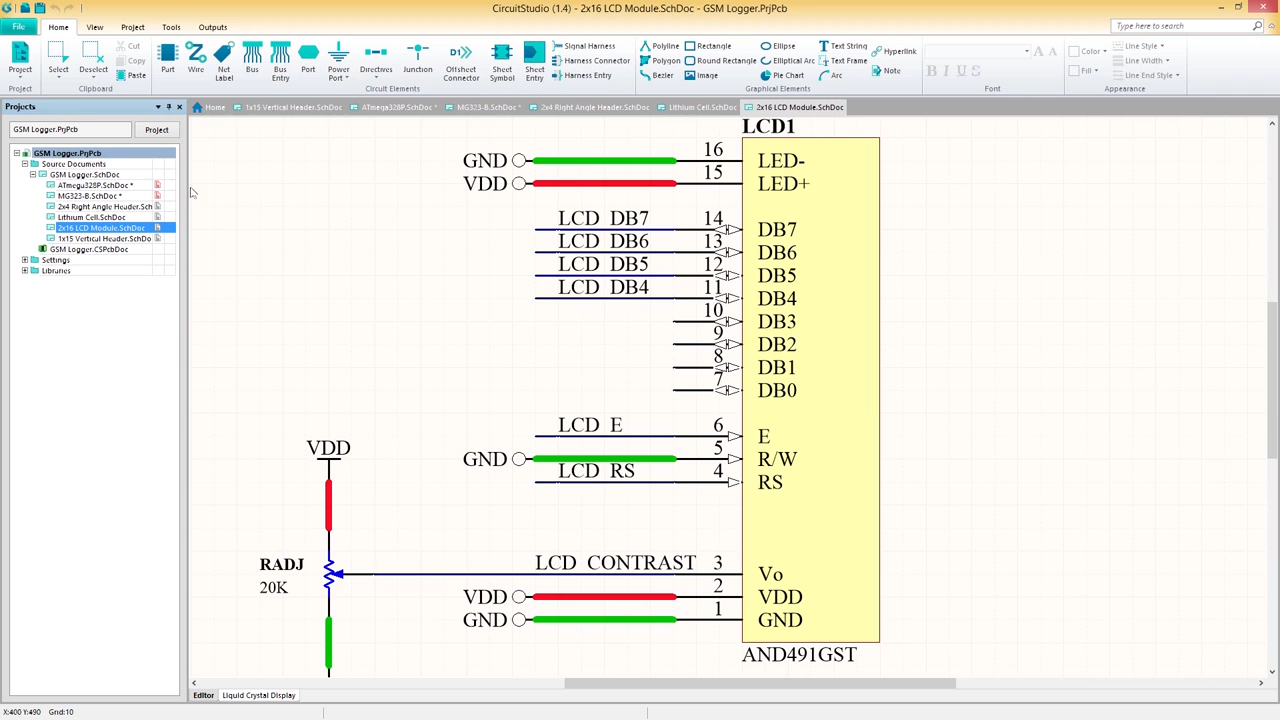 CircuitStudio (1.4) - 2x16 LCD Module.SchDoc - GSM Logger.PrjPcb
File Home View Project Tools Outputs
Type here to search
Project Select Deselect Cut Copy Paste
Clipboard
Part Wire Net Label Bus Bus Entry Port Power Port Directives Junction Offsheet Connector Sheet Symbol Sheet Entry
Signal Harness
Harness Connector
Harness Entry
Circuit Elements
Polyline Rectangle Ellipse Text String Hyperlink
Polygon Round Rectangle Elliptical Arc Text Frame Note
Bezier Image Pie Chart Arc
Graphical Elements
A A
B I U S
Font
Color Line Style
Line Width
Fill Line End Style
Appearance
Projects
Home 1x15 Vertical Header.SchDoc ATmega328P.SchDoc * MG323-B.SchDoc * 2x4 Right Angle Header.SchDoc Lithium Cell.SchDoc 2x16 LCD Module.SchDoc
GSM Logger.PrjPcb Project
GSM Logger.PrjPcb
Source Documents
GSM Logger.SchDoc
ATmega328P.SchDoc *
MG323-B.SchDoc *
2x4 Right Angle Header.Sch
Lithium Cell.SchDoc
2x16 LCD Module.SchDoc
1x15 Vertical Header.SchDo
GSM Logger.CSPcbDoc
Settings
Libraries
LCD1
GND 16 LED-
VDD 15 LED+
LCD DB7 14 DB7
LCD DB6 13 DB6
LCD DB5 12 DB5
LCD DB4 11 DB4
10 DB3
9 DB2
8 DB1
7 DB0
LCD E 6 E
GND 5 R/W
LCD RS 4 RS
VDD
RADJ
20K
LCD CONTRAST 3 Vo
VDD 2 VDD
GND 1 GND
AND491GST
Editor Liquid Crystal Display
X:400 Y:490 Grid:10